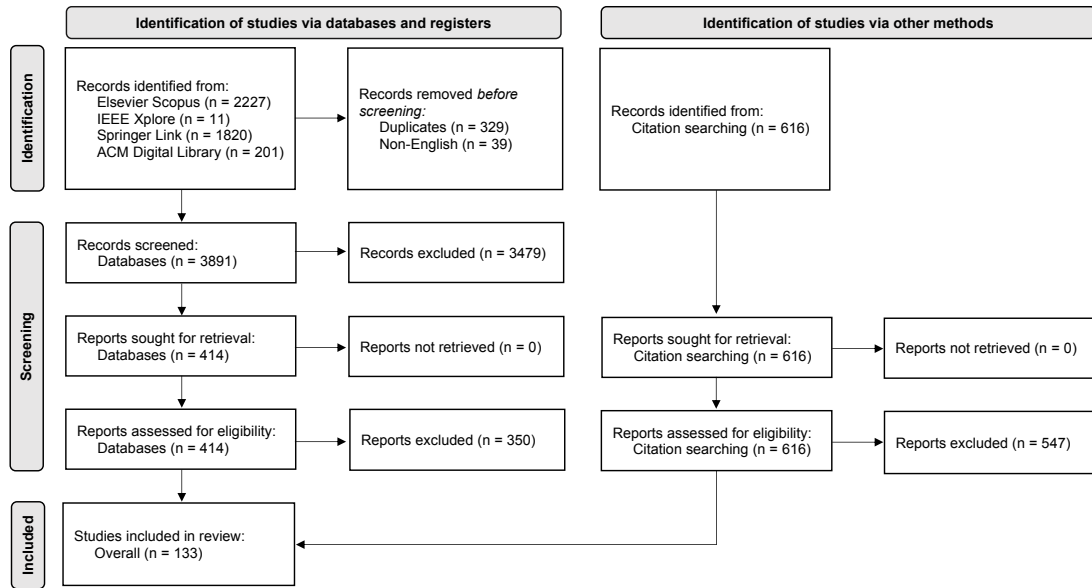 Identification of studies via databases and registers
Identification of studies via other methods
Identification
Records identified from:
Elsevier Scopus (n = 2227)
IEEE Xplore (n = 11)
Springer Link (n = 1820)
ACM Digital Library (n = 201)
Records removed before
screening:
Duplicates = 329)
Non-English (n = 39)
Records identified from:
Citation searching (n = 616)
Screening
Records screened:
Databases (n = 3891)
Records excluded (n = 3479)
Reports sought for retrieval:
Databases (n = 414)
Reports not retrieved (n = 0)
Reports sought for retrieval:
Citation searching (n = 616)
Reports not retrieved (n = 0)
Reports assessed for eligibility:
Databases (n = 414)
Reports excluded (n = 350)
Reports assessed for eligibility:
Citation searching (n = 616)
Reports excluded (n = 547)
Included
Studies included in review:
Overall (n = 133)